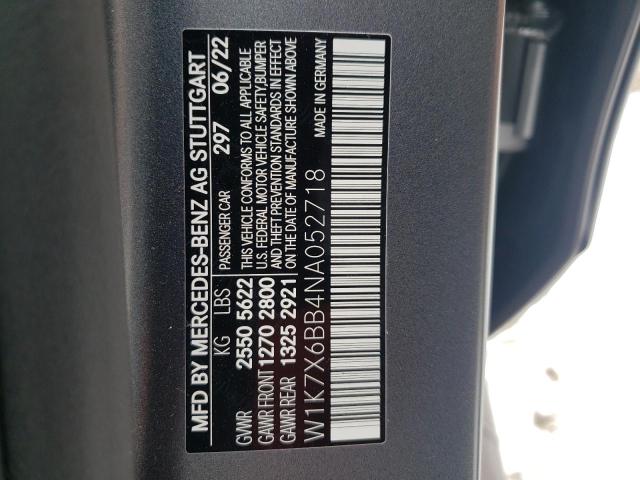 MFD BY MERCEDES-BENZ AG STUTTGART
KG LBS PASSENGER CAR 297 06/22
GVWR 2550 5622 THIS VEHICLE CONFORMS TO ALL APPLICABLE
GAWR FRONT 1270 2800 U.S. FEDERAL MOTOR VEHICLE SAFETY, BUMPER
GAWR REAR 1325 2921 AND THEFT PREVENTION STANDARDS IN EFFECT
ON THE DATE OF MANUFACTURE SHOWN ABOVE
W1K7X6BB4NA052718 MADE IN GERMANY